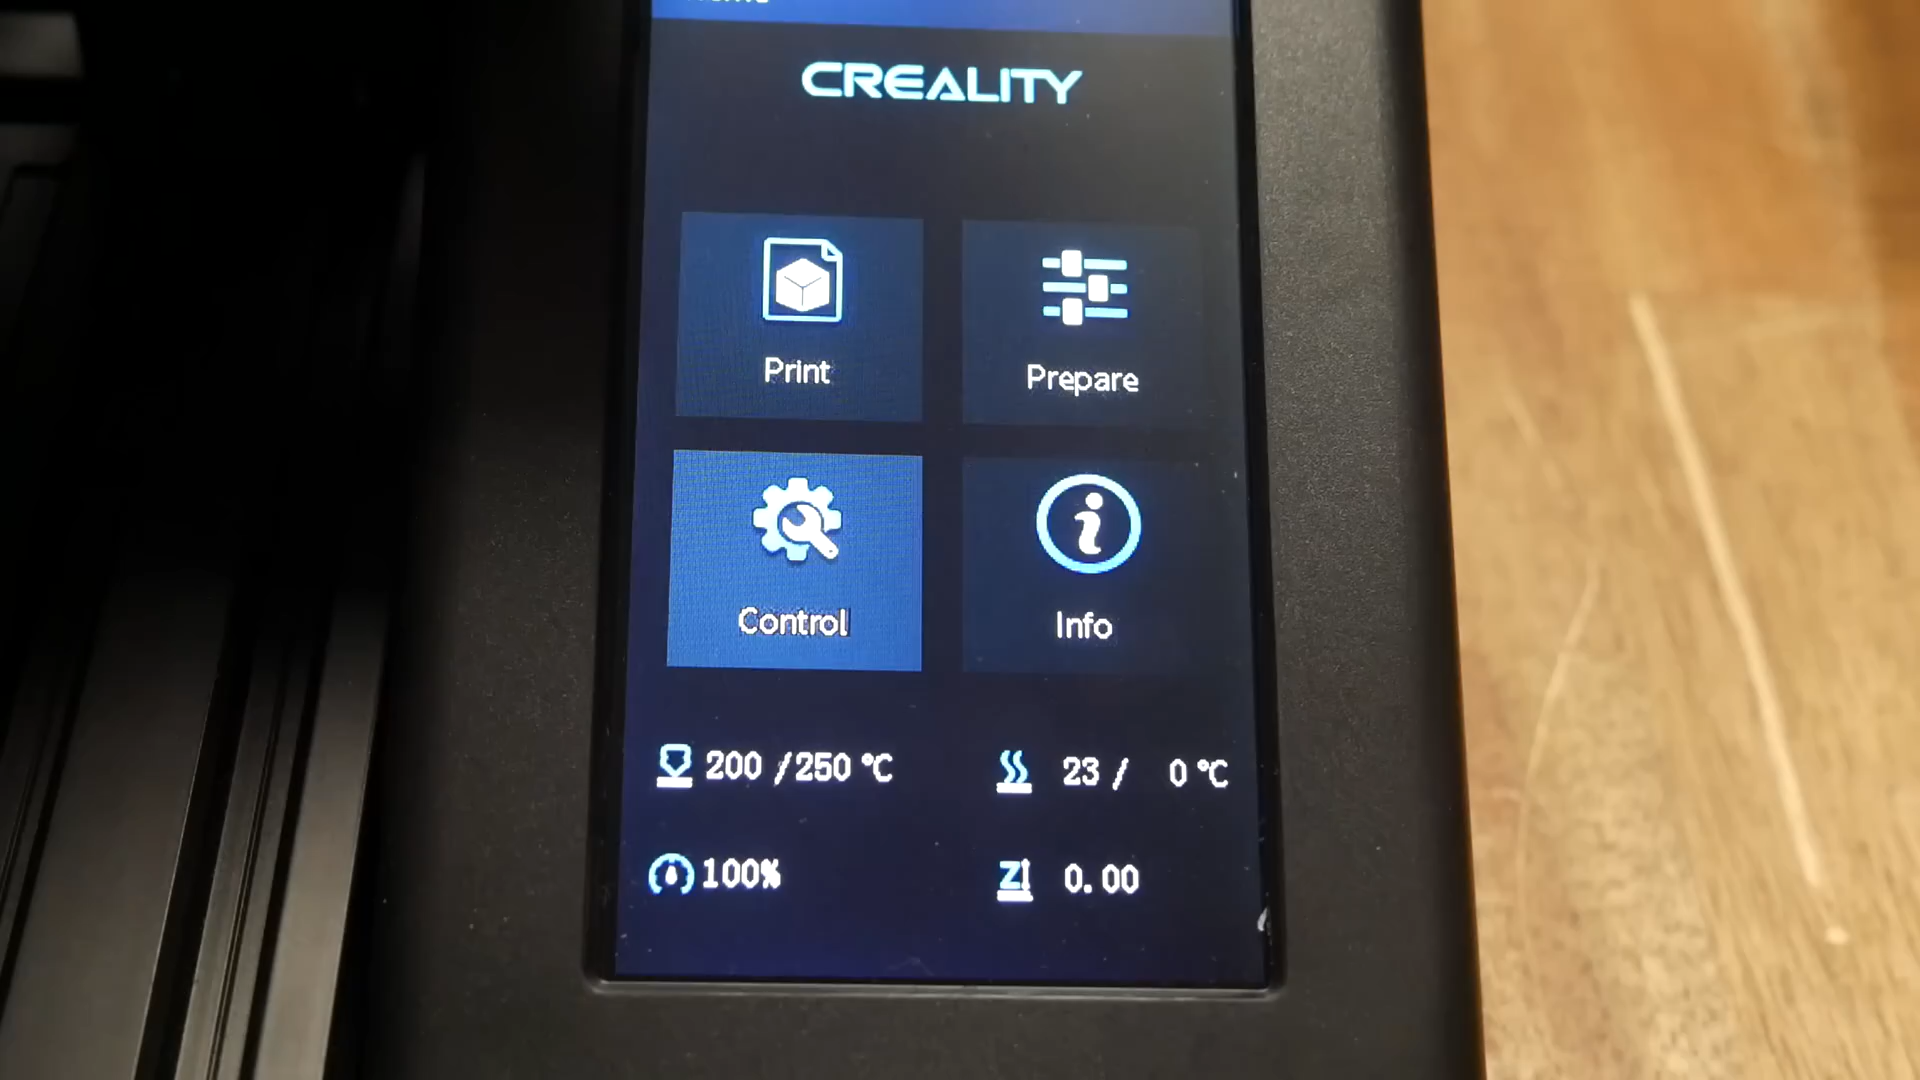 CREALITY
Print
Prepare
Control
Info
200 /250 °C
23 / 0 °C
100%
Z
0.00